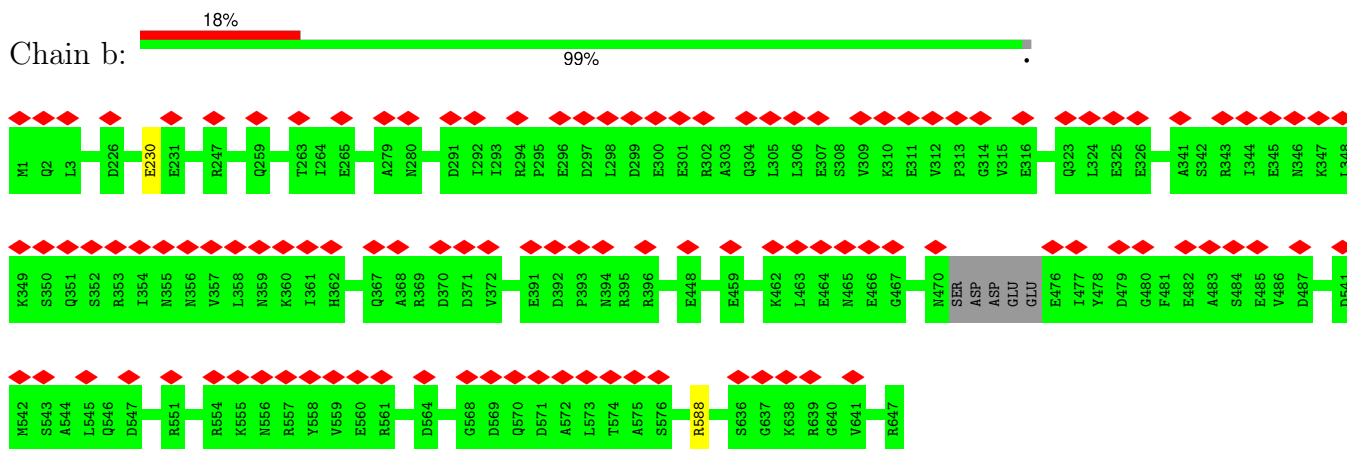 18%
Chain b:
99%
.
M1 Q2 L3 D226 E230 E231 R247 Q259 T263 I264 E265 A279 N280 D291 I292 I293 R294 P295 E296 D297 L298 D299 E300 E301 R302 A303 Q304 L305 L306 E307 S308 V309 K310 E311 V312 P313 G314 V315 E316 Q323 L324 E325 E326 A341 S342 R343 I344 E345 N346 K347 L348
K349 S350 Q351 S352 R353 I354 N355 N356 V357 L358 N359 K360 I361 H362 Q367 A368 R369 D370 D371 V372 E391 D392 F393 N394 R395 R396 E448 E459 K462 L463 E464 N465 E466 G467 N470 SER ASP ASP GLU GLU E476 I477 Y478 D479 G480 F481 E482 A483 S484 E485 V486 D487 D541
M542 S543 A544 L545 Q546 D547 R551 R554 K555 N556 R557 Y558 V559 E560 R561 D564 G568 D569 Q570 D571 A572 L573 T574 A575 S576 R588 S636 G637 K638 R639 G640 V641 R647